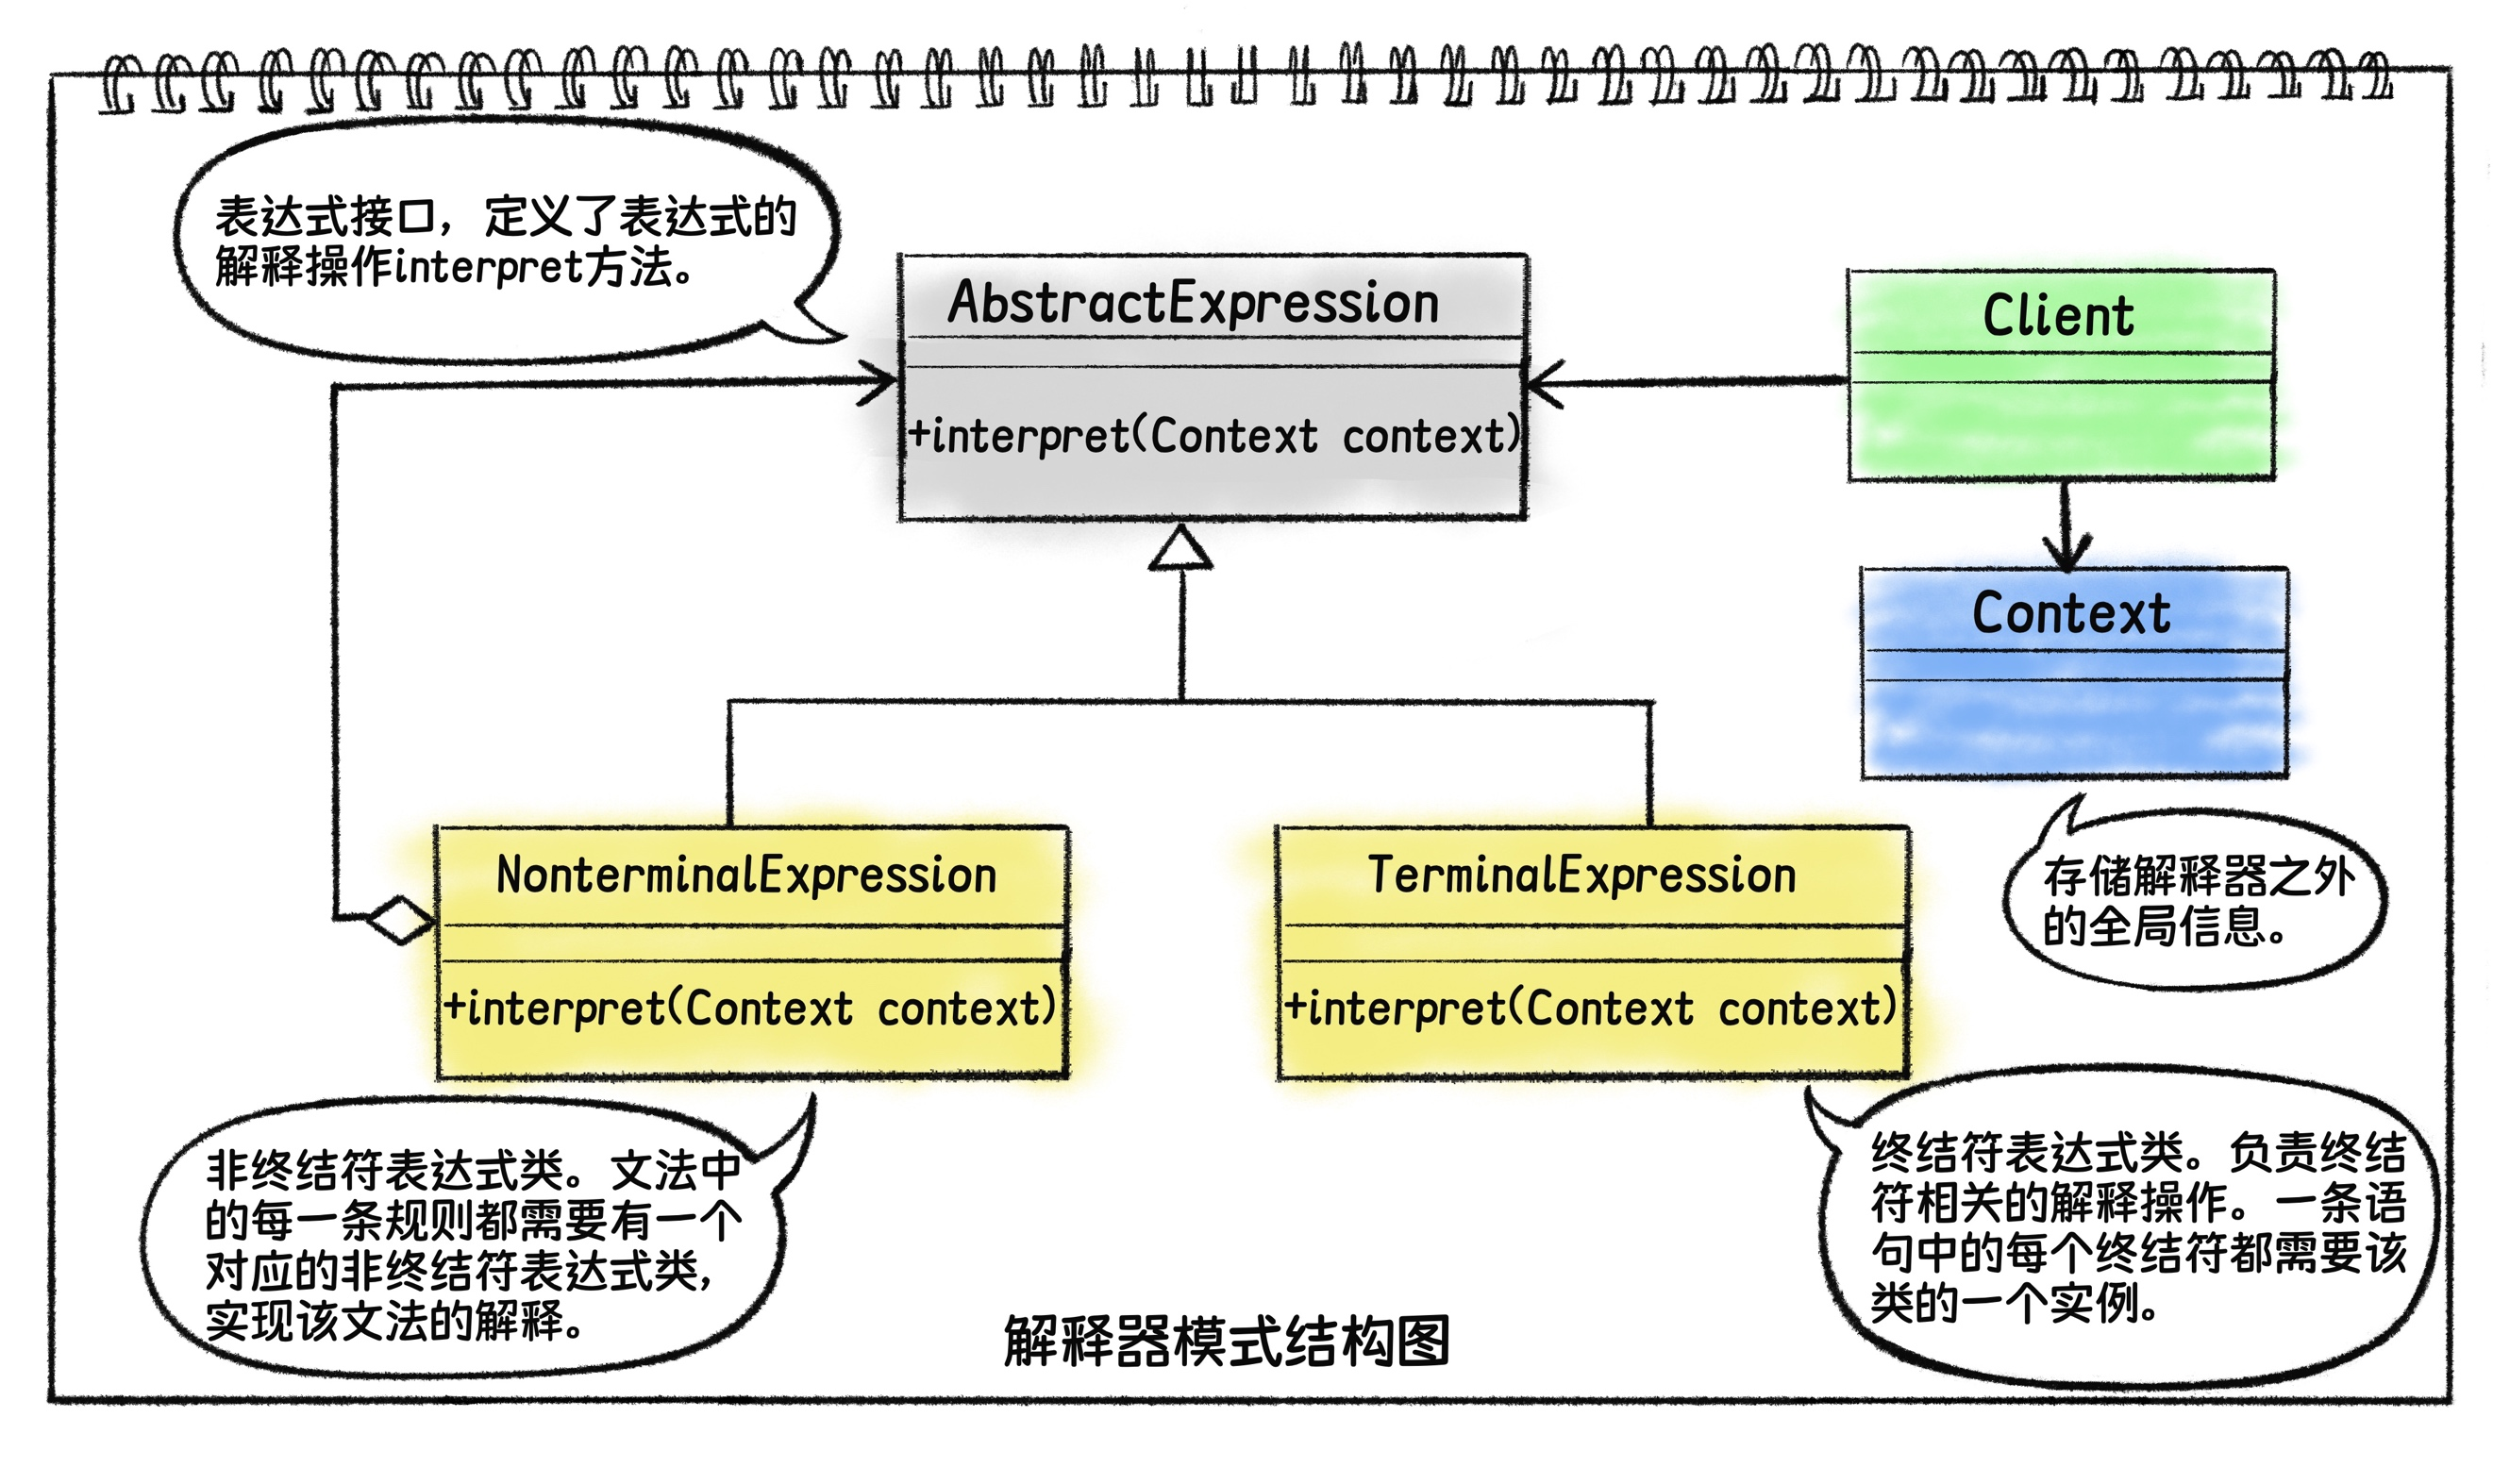 表达式接口，定义了表达式的
解释操作interpret方法。
AbstractExpression
+interpret(Context context)
Client
Context
存储解释器之外
的全局信息。
NonterminalExpression
+interpret(Context context)
TerminalExpression
+interpret(Context context)
非终结符表达式类。文法中
的每一条规则都需要有一个
对应的非终结符表达式类，
实现该文法的解释。
终结符表达式类。负责终结
符相关的解释操作。一条语
句中的每个终结符都需要该
类的一个实例。
解释器模式结构图